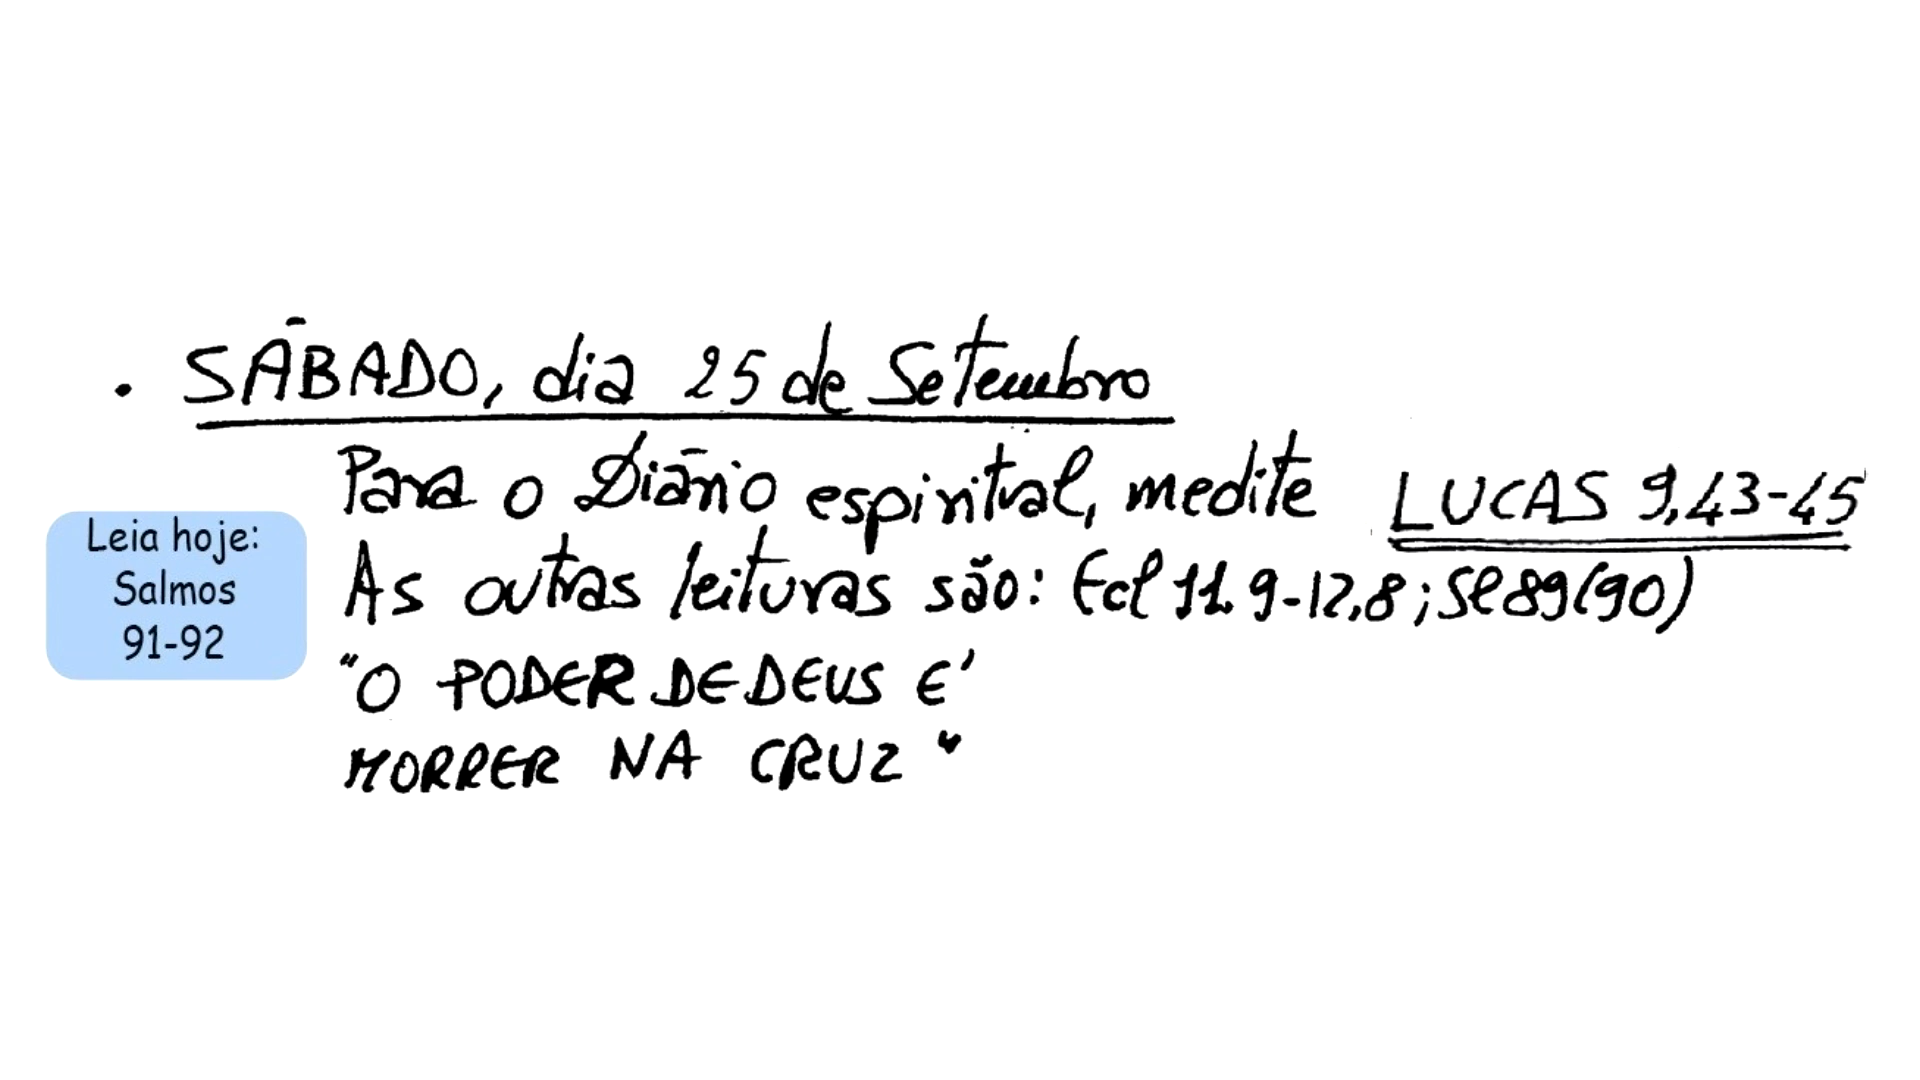 . SÁBADO, dia 25 de Setembro
Para o Diário espiritual, medite LUCAS 9,43-45
Leia hoje:
Salmos
91-92
As outras leituras são: Ecl 11,9-12,8; Sl 89(90)
"O PODER DE DEUS É
MORRER NA CRUZ"